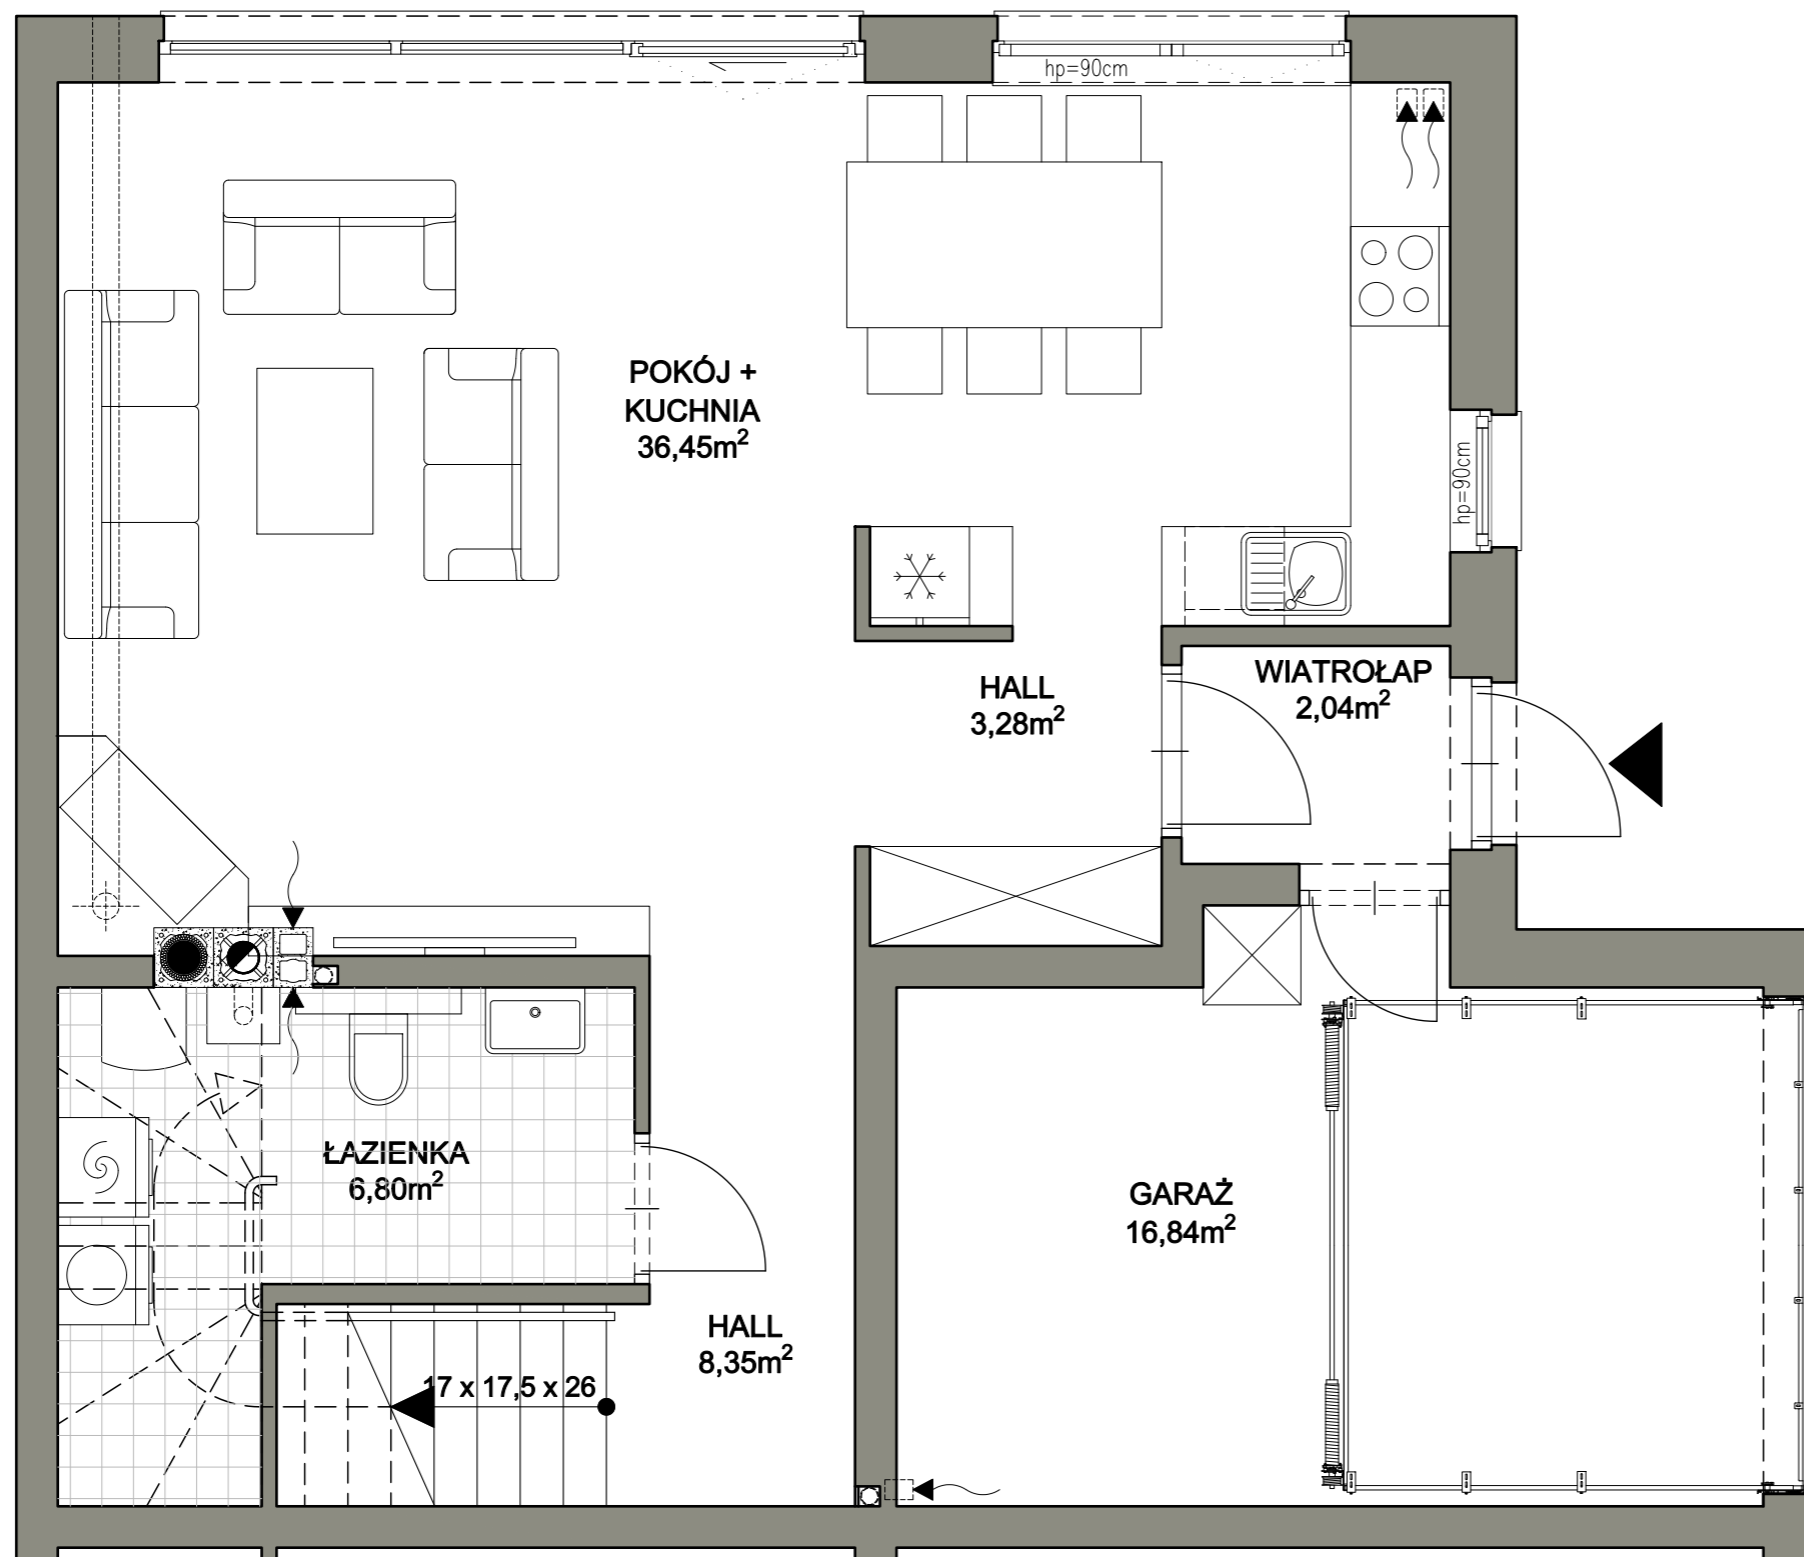 hp=90cm
POKÓJ +
KUCHNIA
36,45m²
hp=90cm
HALL
3,28m²
WIATROŁAP
2,04m²
ŁAZIENKA
6,80m²
GARAŻ
16,84m²
HALL
8,35m²
17 x 17,5 x 26